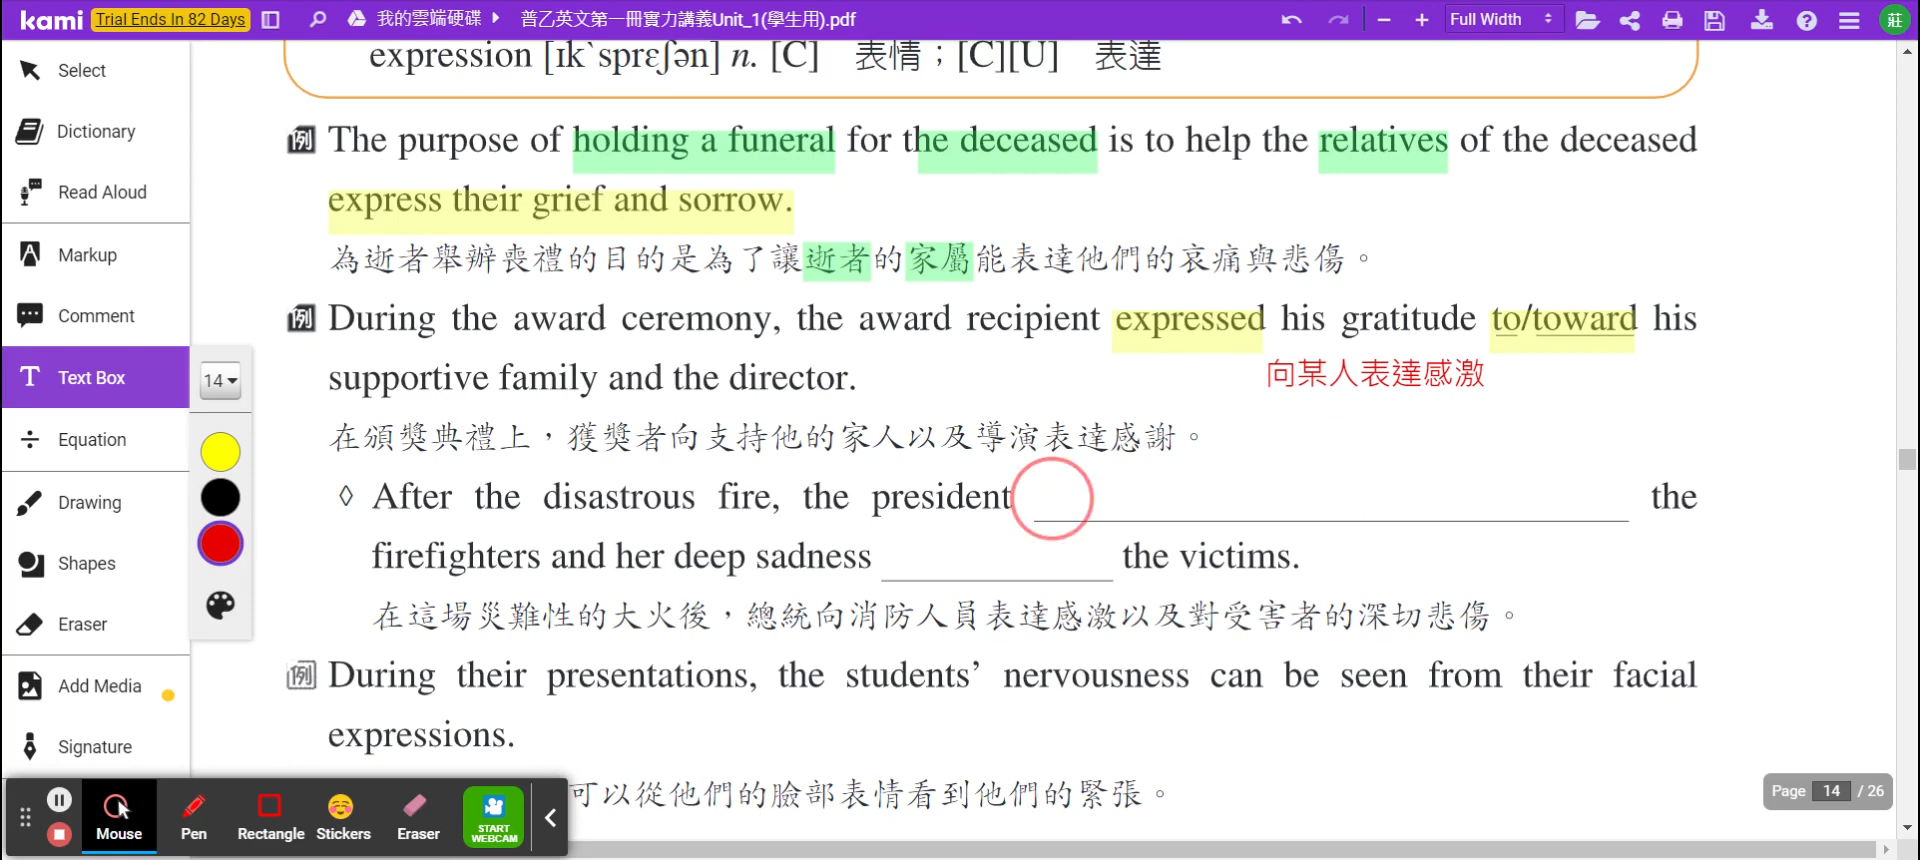 kami Trial Ends In 82 Days 我的雲端硬碟 普乙英文第一冊實力講義Unit_1(學生用).pdf Full Width 莊
Select
Dictionary
Read Aloud
Markup
Comment
Text Box
14
Equation
Drawing
Shapes
Eraser
Add Media
Signature
expression [ɪkˋsprɛʃən] n. [C] 表情；[C][U] 表達
例 The purpose of holding a funeral for the deceased is to help the relatives of the deceased
express their grief and sorrow.
為逝者舉辦喪禮的目的是為了讓逝者的家屬能表達他們的哀痛與悲傷。
例 During the award ceremony, the award recipient expressed his gratitude to/toward his
supportive family and the director.
向某人表達感激
在頒獎典禮上，獲獎者向支持他的家人以及導演表達感謝。
◊ After the disastrous fire, the president ______ the
firefighters and her deep sadness ______ the victims.
在這場災難性的大火後，總統向消防人員表達感激以及對受害者的深切悲傷。
例 During their presentations, the students’ nervousness can be seen from their facial
expressions.
可以從他們的臉部表情看到他們的緊張。
Page 14 / 26
Mouse
Pen
Rectangle
Stickers
Eraser
START
WEBCAM